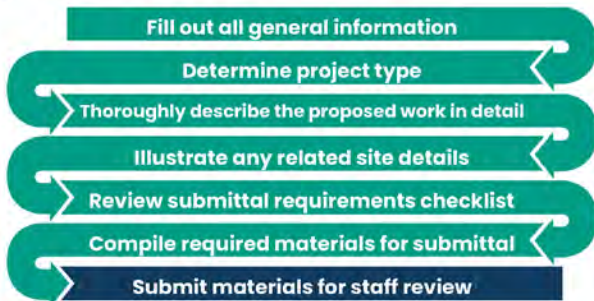 Fill out all general information
Determine project type
Thoroughly describe the proposed work in detail
Illustrate any related site details
Review submittal requirements checklist
Compile required materials for submittal
Submit materials for staff review